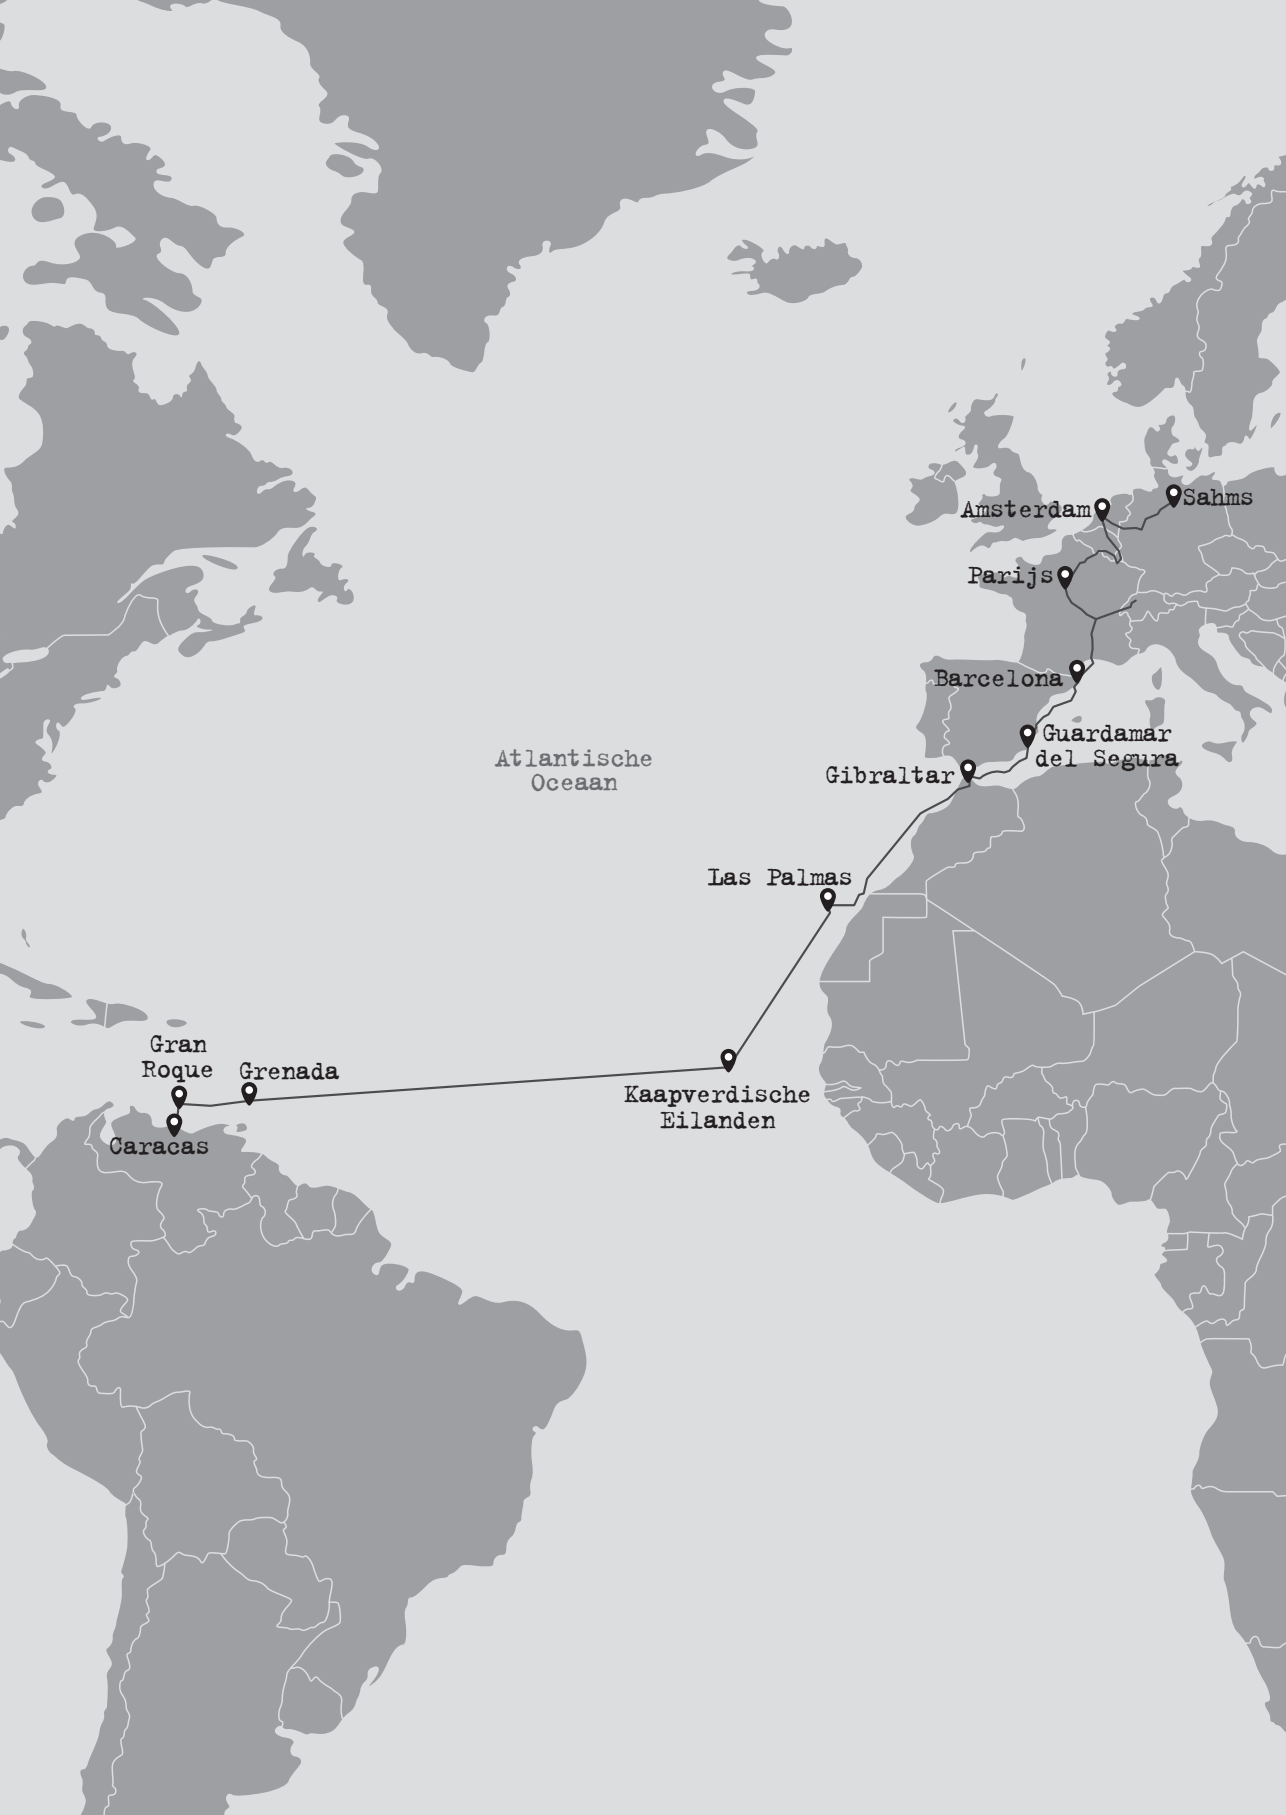 Sahms
Amsterdam
Parijs
Barcelona
Guardamar
del Segura
Gibraltar
Atlantische
Oceaan
Las Palmas
Gran
Roque
Grenada
Kaapverdische
Eilanden
Caracas